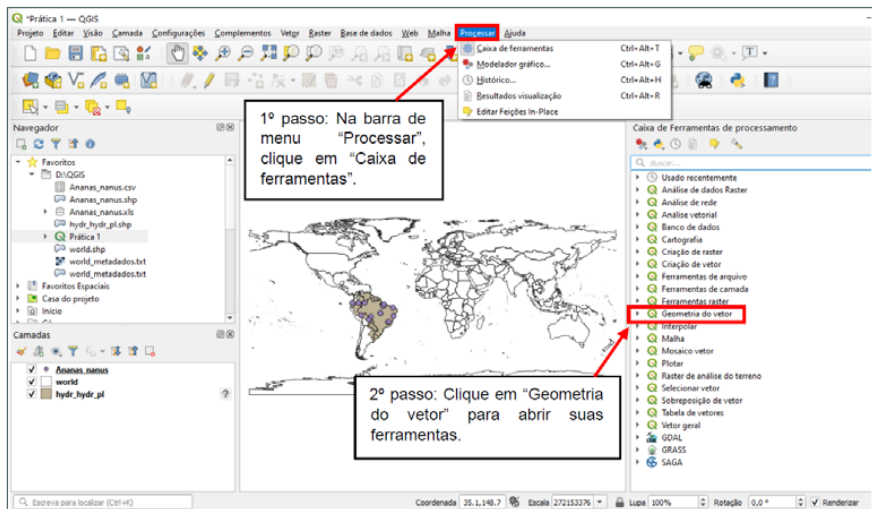 *Prática 1 — QGIS
Projeto Editar Visão Camada Configurações Complementos Vetor Raster Base de dados Web Malha Processar Ajuda
Caixa de ferramentas Ctrl+Alt+T
Modelador gráfico... Ctrl+Alt+G
Histórico... Ctrl+Alt+H
Resultados visualização Ctrl+Alt+R
Editar Feições In-Place
1º passo: Na barra de
menu "Processar",
clique em "Caixa de
ferramentas".
Navegador
Favoritos
D:\QGIS
Ananas_nanus.csv
Ananas_nanus.shp
Ananas_nanus.xls
hydr_hydr_pl.shp
Prática 1
world.shp
world_metadados.txt
world_metadados.txt
Favoritos Espaciais
Casa do projeto
Início
Camadas
Ananas_nanus
world
hydr_hydr_pl
?
Caixa de Ferramentas de processamento
Buscar...
Usado recentemente
Análise de dados Raster
Análise de rede
Análise vetorial
Banco de dados
Cartografia
Criação de raster
Criação de vetor
Ferramentas de arquivo
Ferramentas de camada
Ferramentas raster
Geometria do vetor
Interpolar
Malha
Mosaico vetor
Plotar
Raster de análise do terreno
Selecionar vetor
Sobreposição de vetor
Tabela de vetores
Vetor geral
GDAL
GRASS
SAGA
2º passo: Clique em "Geometria
do vetor" para abrir suas
ferramentas.
Escreva para localizar (Ctrl+K)
Coordenada 35.1,148.7 Escala 272153376 Lupa 100% Rotação 0,0 ° Renderizar